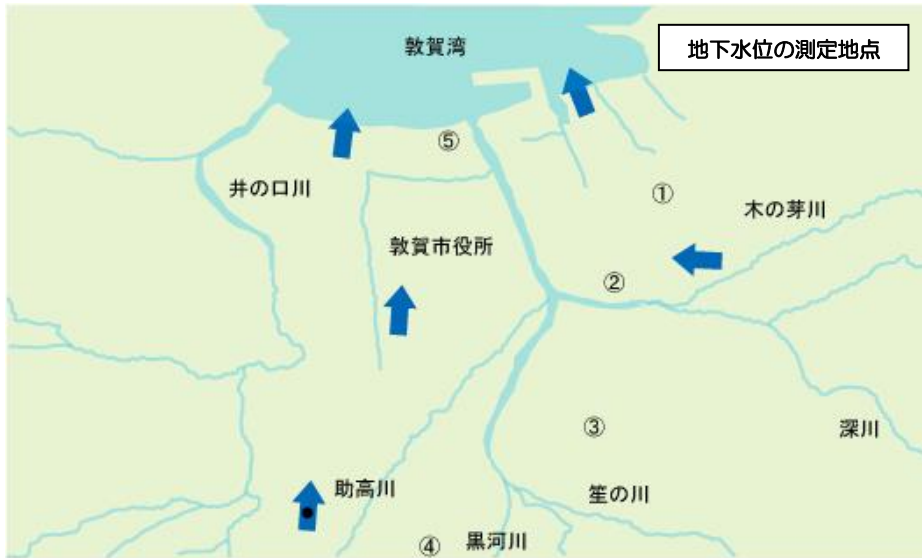 敦賀湾
地下水位の測定地点
⑤
井の口川
①
木の芽川
敦賀市役所
②
③
深川
助高川
笙の川
④
黒河川